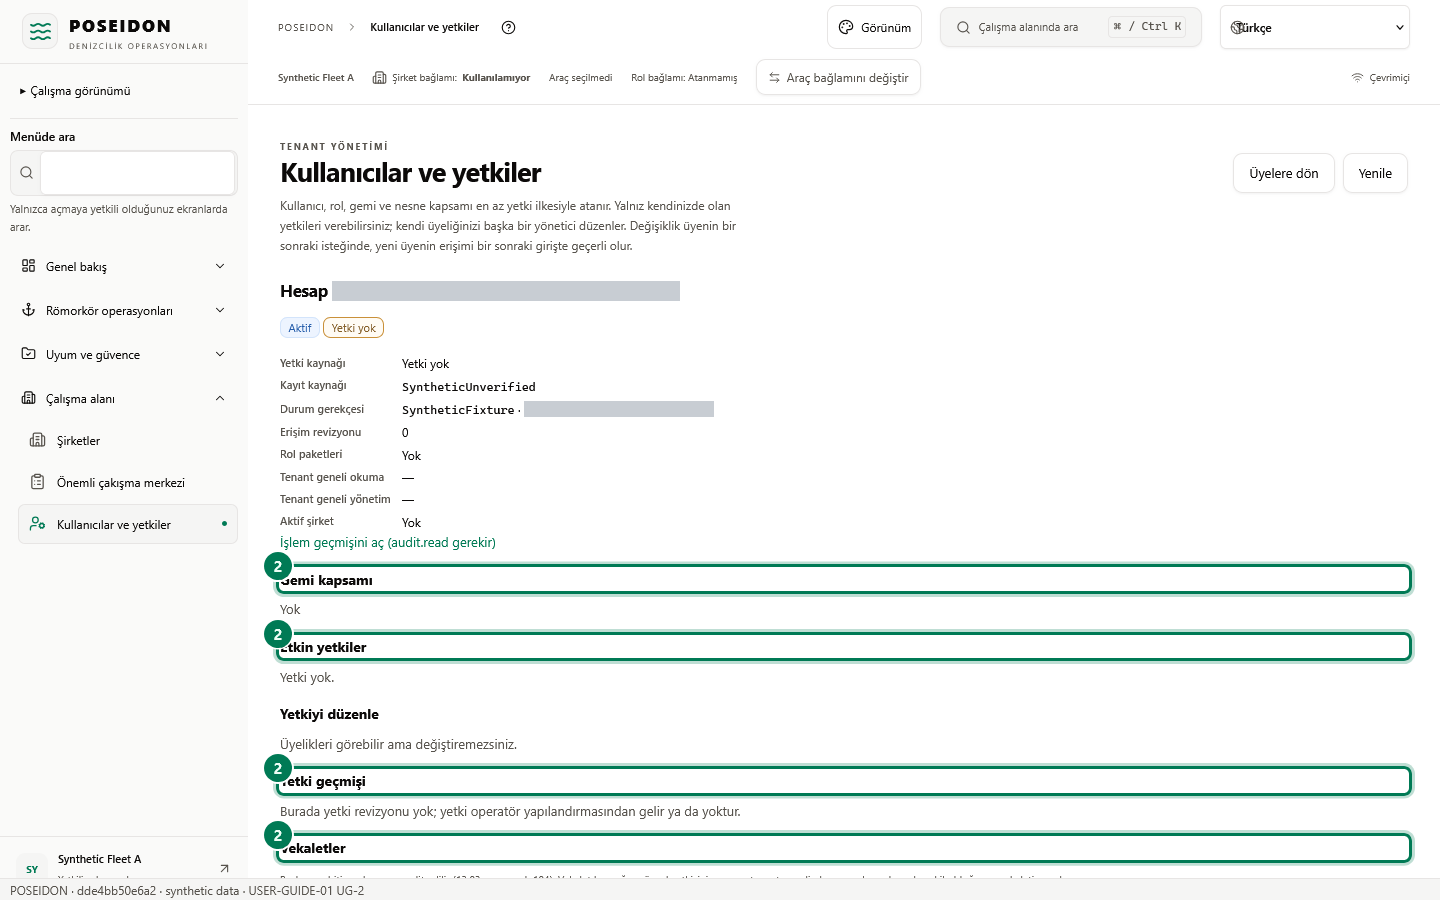 POSEIDON
DENİZCİLİK OPERASYONLARI
POSEIDON > Kullanıcılar ve yetkiler
Görünüm
Çalışma alanında ara
⌘ / Ctrl K
Türkçe
Synthetic Fleet A
Şirket bağlamı: Kullanılamıyor
Araç seçilmedi
Rol bağlamı: Atanmamış
Araç bağlamını değiştir
Çevrimiçi
Çalışma görünümü
Menüde ara
Yalnızca açmaya yetkili olduğunuz ekranlarda
arar.
Genel bakış
Römorkör operasyonları
Uyum ve güvence
Çalışma alanı
Şirketler
Önemli çakışma merkezi
Kullanıcılar ve yetkiler
Synthetic Fleet A
SY
TENANT YÖNETİMİ
Kullanıcılar ve yetkiler
Üyelere dön
Yenile
Kullanıcı, rol, gemi ve nesne kapsamı en az yetki ilkesiyle atanır. Yalnız kendinizde olan
yetkileri verebilirsiniz; kendi üyeliğinizi başka bir yönetici düzenler. Değişiklik üyenin bir
sonraki isteğinde, yeni üyenin erişimi bir sonraki girişte geçerli olur.
Hesap
Aktif
Yetki yok
Yetki kaynağı Yetki yok
Kayıt kaynağı SyntheticUnverified
Durum gerekçesi SyntheticFixture ·
Erişim revizyonu 0
Rol paketleri Yok
Tenant geneli okuma —
Tenant geneli yönetim —
Aktif şirket Yok
İşlem geçmişini aç (audit.read gerekir)
2
Gemi kapsamı
Yok
2
Etkin yetkiler
Yetki yok.
Yetkiyi düzenle
Üyelikleri görebilir ama değiştiremezsiniz.
2
Yetki geçmişi
Burada yetki revizyonu yok; yetki operatör yapılandırmasından gelir ya da yoktur.
2
Vekaletler
POSEIDON · dde4bb50e6a2 · synthetic data · USER-GUIDE-01 UG-2